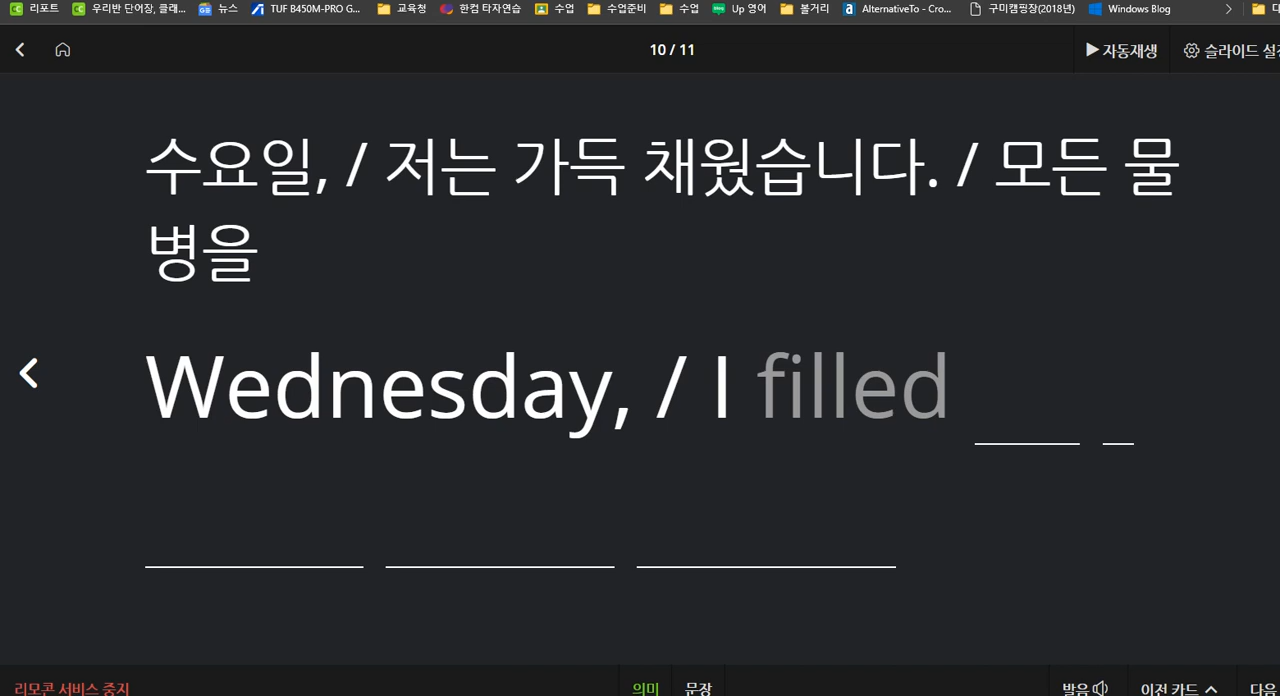 리포트 우리반 단어장, 클래... 뉴스 TUF B450M-PRO G... 교육청 한컴 타자연습 수업 수업준비 수업 Up 영어 볼거리 AlternativeTo - Cro... 구미캠핑장(2018년) Windows Blog
10 / 11 자동재생 슬라이드 설정
수요일, / 저는 가득 채웠습니다. / 모든 물
병을
Wednesday, / I filled
리모콘 서비스 중지 의미 문장 발음 이전 카드 다음